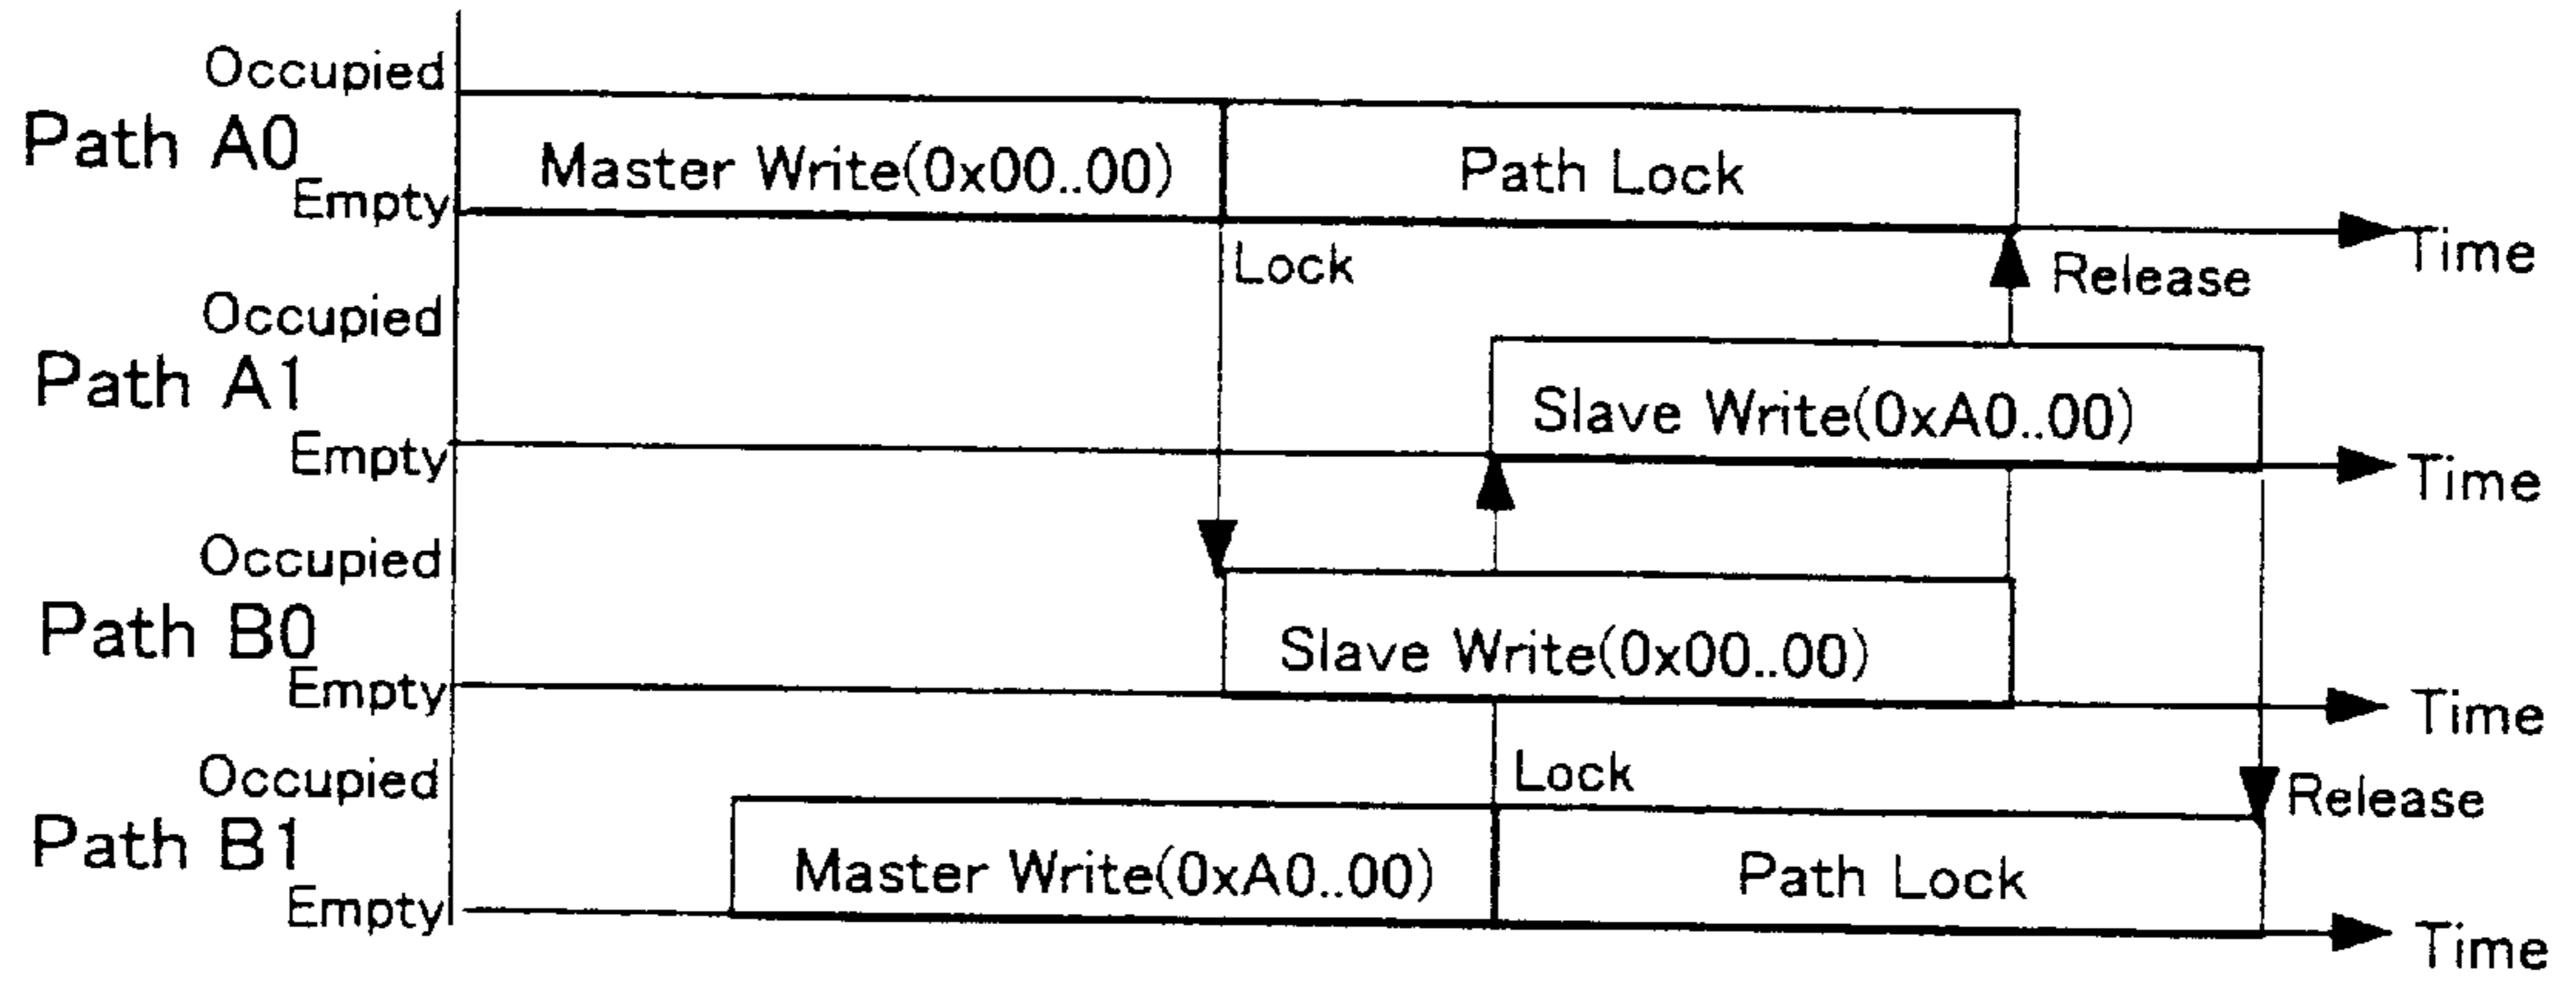 Occupied
Path A0
Master Write(0x00..00)
Path Lock
Empty
Time
Lock
Release
Occupied
Path A1
Slave Write(0xA0..00)
Empty
Time
Occupied
Path B0
Slave Write(0x00..00)
Empty
Time
Lock
Occupied
Release
Path B1
Master Write(0xA0..00)
Path Lock
Empty
Time